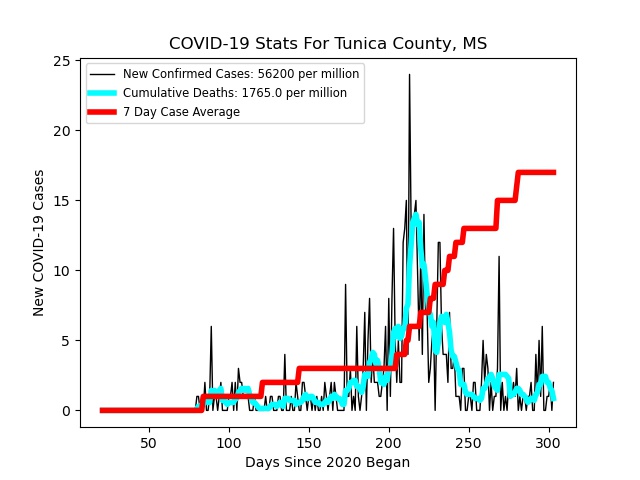 COVID-19 Stats For Tunica County, MS
New Confirmed Cases: 56200 per million
Cumulative Deaths: 1765.0 per million
7 Day Case Average
New COVID-19 Cases
25
20
15
10
5
0
50 100 150 200 250 300
Days Since 2020 Began